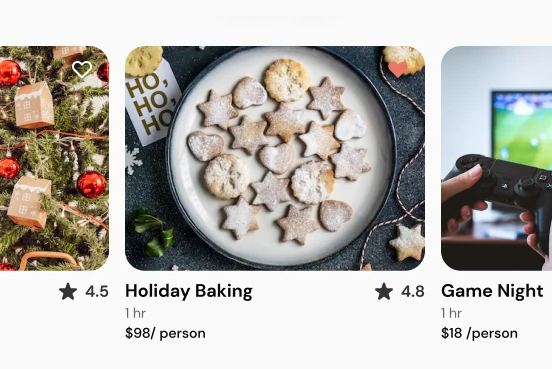 HO,
HO,
HO
4.5
Holiday Baking
4.8
1 hr
$98/ person
Game Night
1 hr
$18 /person